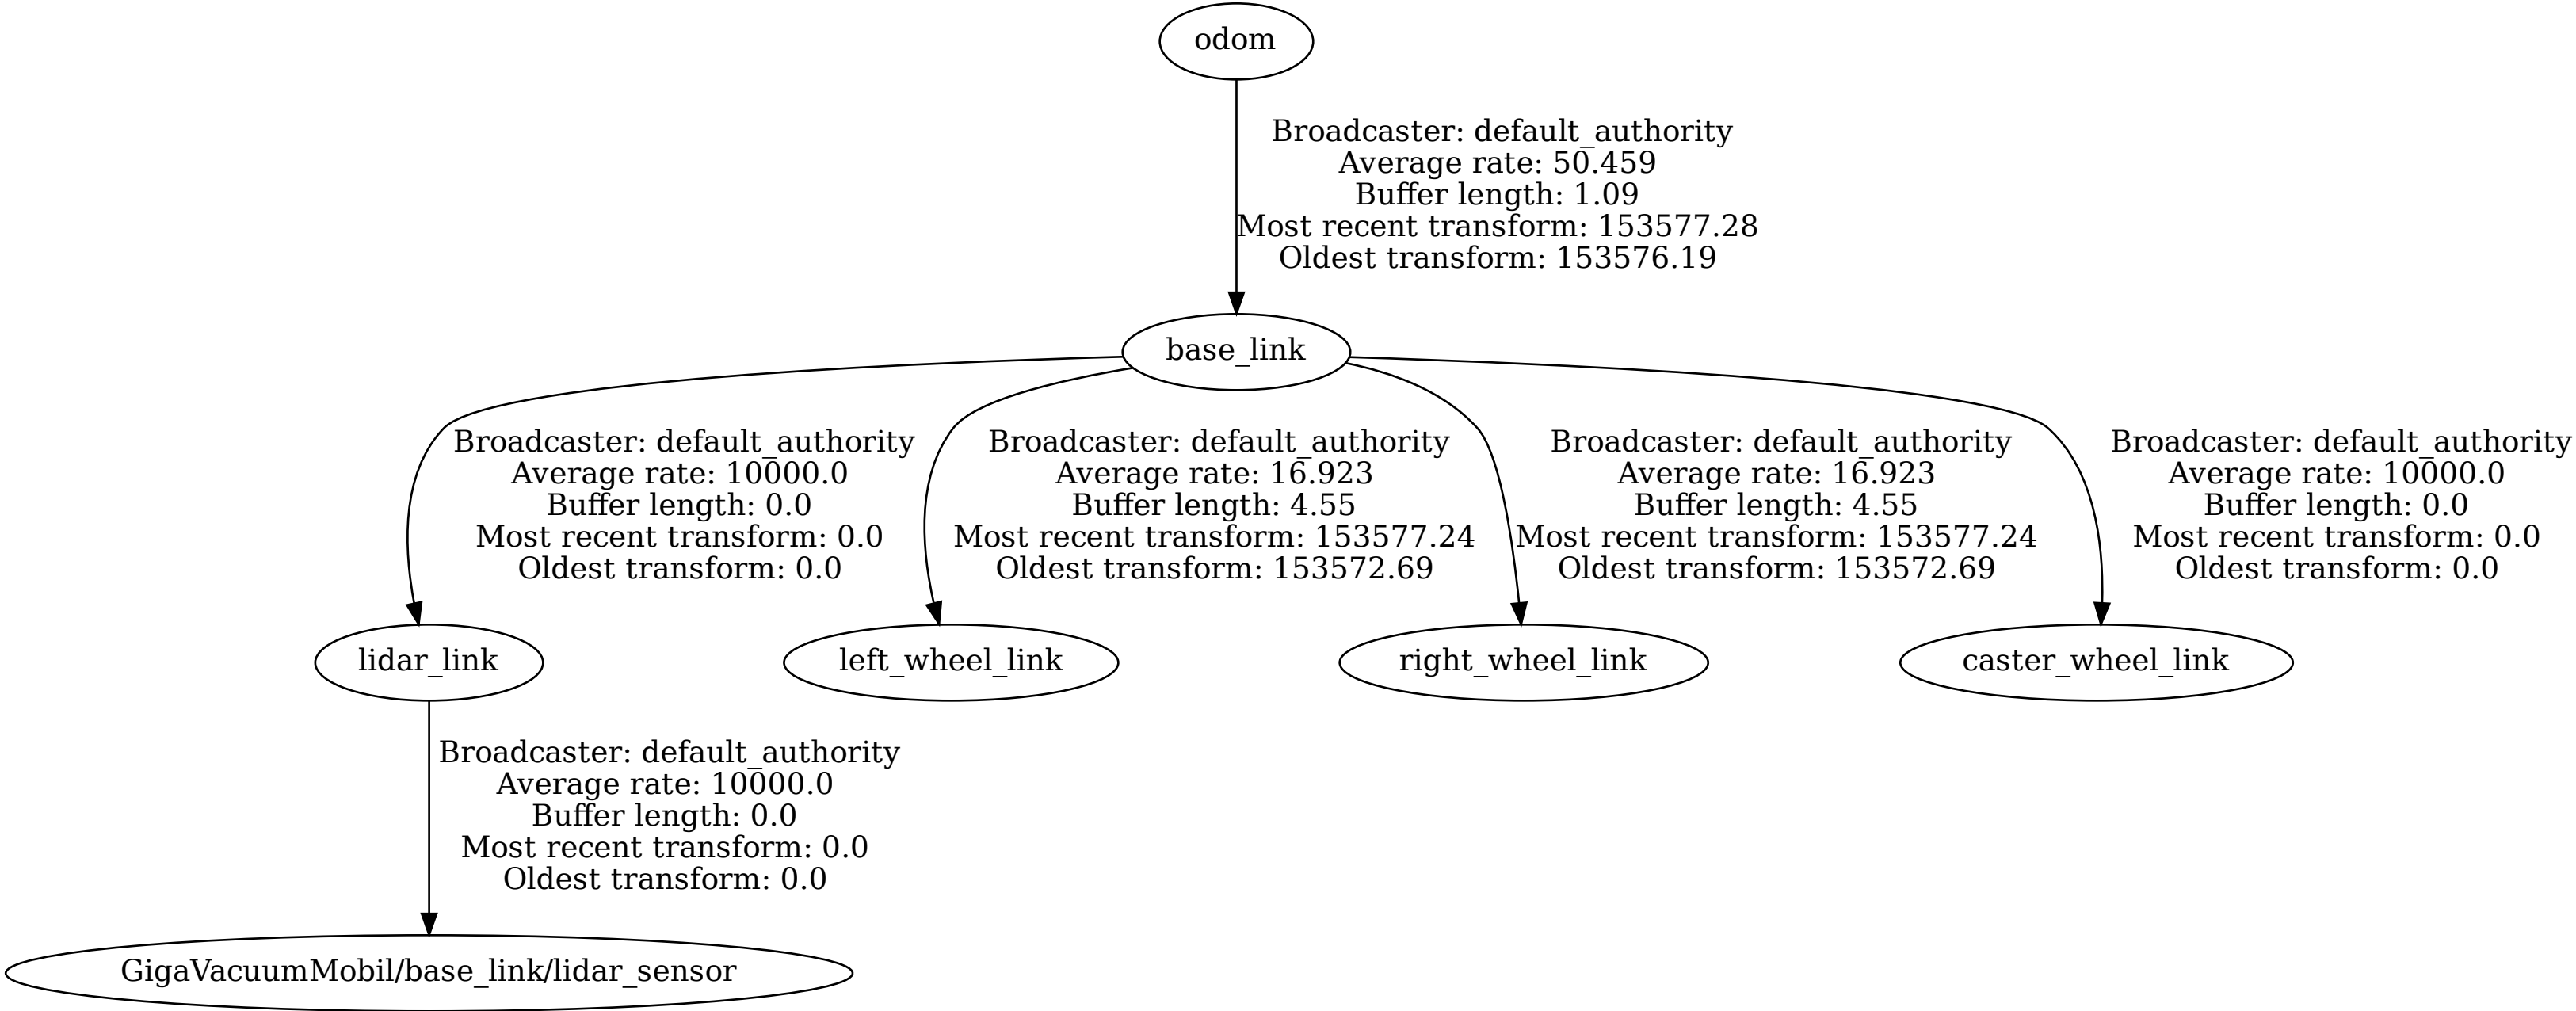 odom
Broadcaster: default_authority
Average rate: 50.459
Buffer length: 1.09
Most recent transform: 153577.28
Oldest transform: 153576.19
base_link
Broadcaster: default_authority
Average rate: 10000.0
Buffer length: 0.0
Most recent transform: 0.0
Oldest transform: 0.0
Broadcaster: default_authority
Average rate: 16.923
Buffer length: 4.55
Most recent transform: 153577.24
Oldest transform: 153572.69
Broadcaster: default_authority
Average rate: 16.923
Buffer length: 4.55
Most recent transform: 153577.24
Oldest transform: 153572.69
Broadcaster: default_authority
Average rate: 10000.0
Buffer length: 0.0
Most recent transform: 0.0
Oldest transform: 0.0
lidar_link
left_wheel_link
right_wheel_link
caster_wheel_link
Broadcaster: default_authority
Average rate: 10000.0
Buffer length: 0.0
Most recent transform: 0.0
Oldest transform: 0.0
GigaVacuumMobil/base_link/lidar_sensor